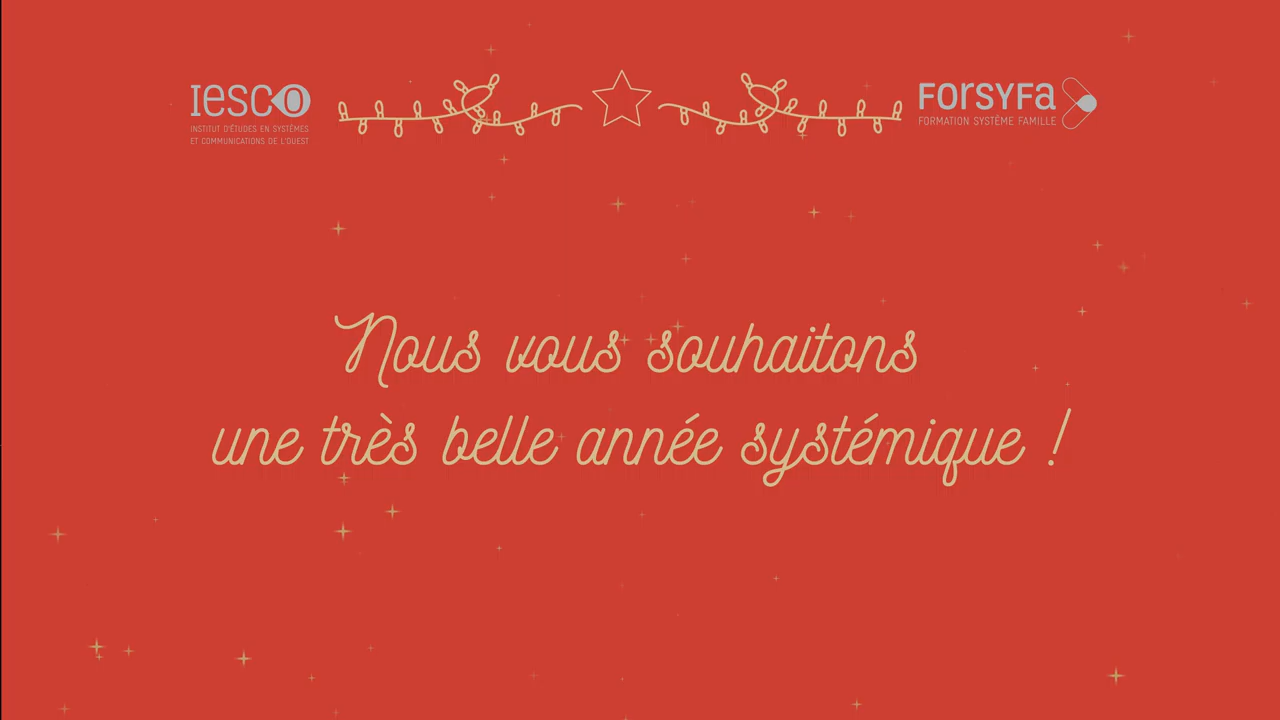 IESCO
INSTITUT D'ÉTUDES EN SYSTÈMES
ET COMMUNICATIONS DE L'OUEST
FORSYFa
FORMATION SYSTÈME FAMILLE
Nous vous souhaitons
une très belle année systémique !